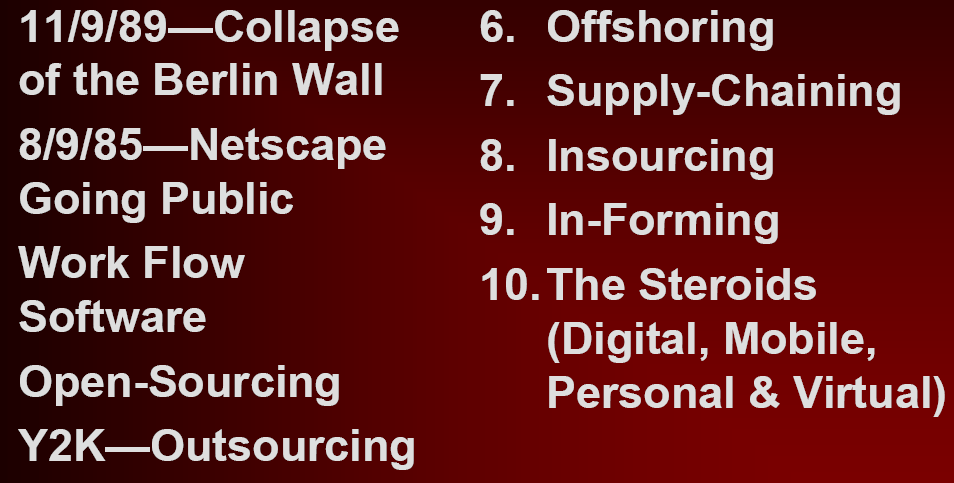 11/9/89—Collapse
of the Berlin Wall
8/9/85—Netscape
Going Public
Work Flow
Software
Open-Sourcing
Y2K—Outsourcing
6. Offshoring
7. Supply-Chaining
8. Insourcing
9. In-Forming
10. The Steroids
(Digital, Mobile,
Personal & Virtual)